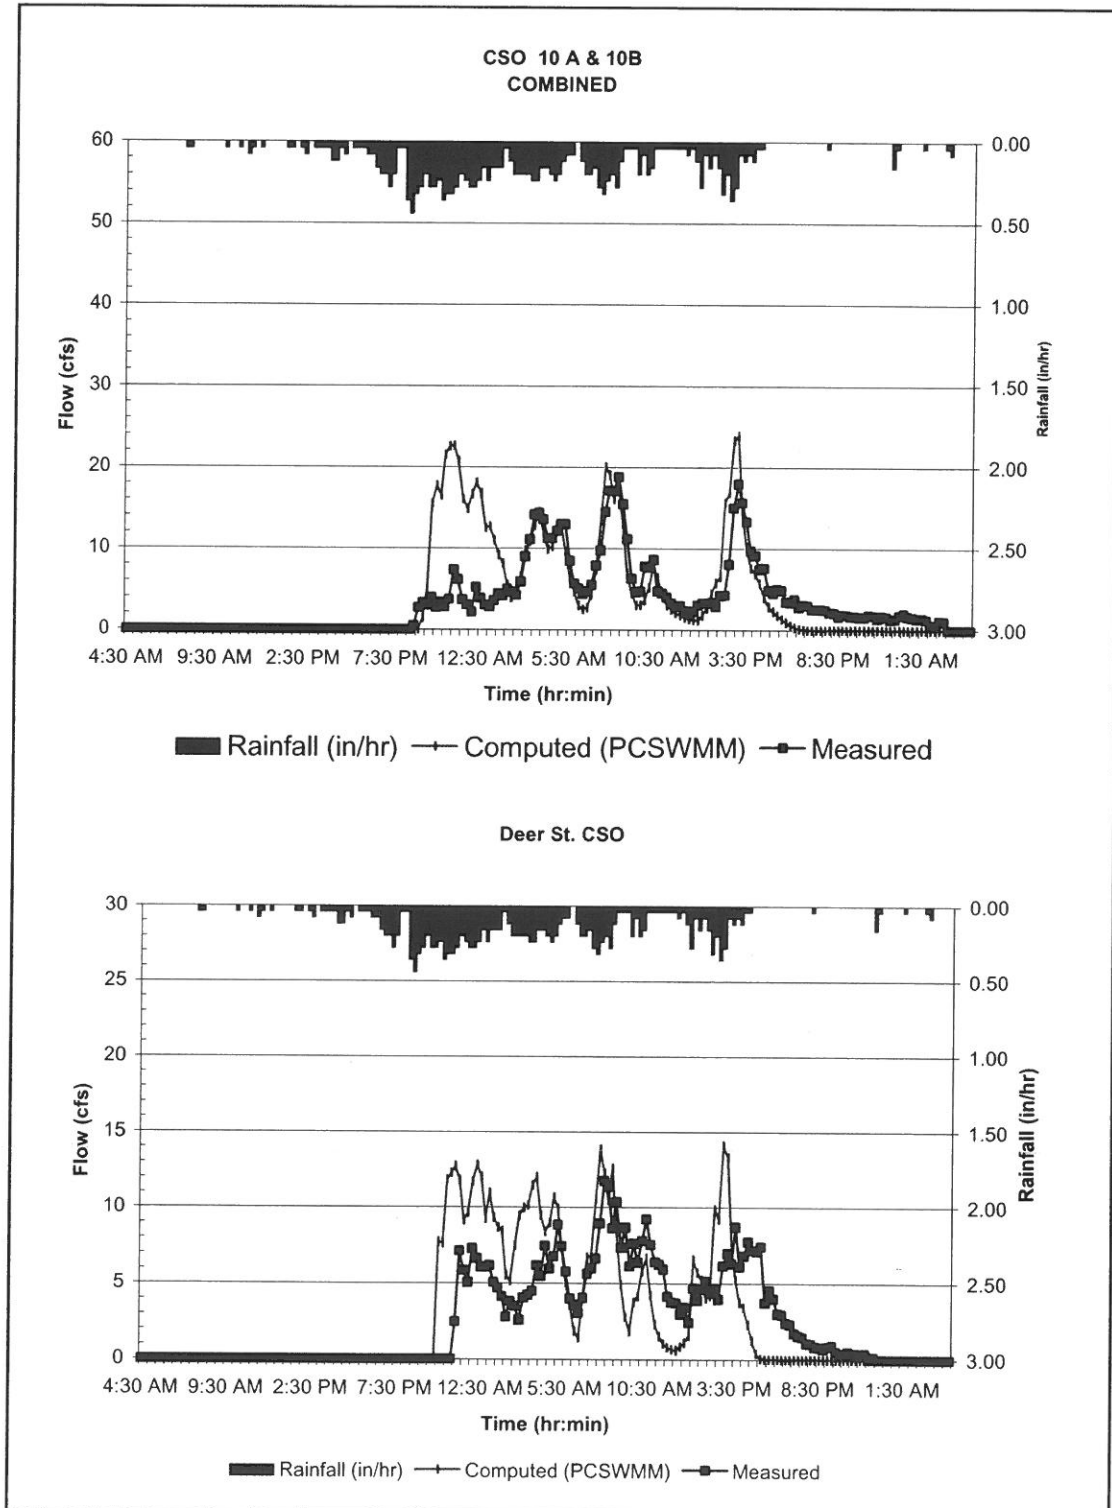 CSO 10 A & 10B
COMBINED
60
50
40
30
20
10
0
Flow (cfs)
0.00
0.50
1.00
1.50
2.00
2.50
3.00
Rainfall (in/hr)
4:30 AM 9:30 AM 2:30 PM 7:30 PM 12:30 AM 5:30 AM 10:30 AM 3:30 PM 8:30 PM 1:30 AM
Time (hr:min)
Rainfall (in/hr) Computed (PCSWMM) Measured
Deer St. CSO
30
25
20
15
10
5
0
Flow (cfs)
0.00
0.50
1.00
1.50
2.00
2.50
3.00
Rainfall (in/hr)
4:30 AM 9:30 AM 2:30 PM 7:30 PM 12:30 AM 5:30 AM 10:30 AM 3:30 PM 8:30 PM 1:30 AM
Time (hr:min)
Rainfall (in/hr) Computed (PCSWMM) Measured